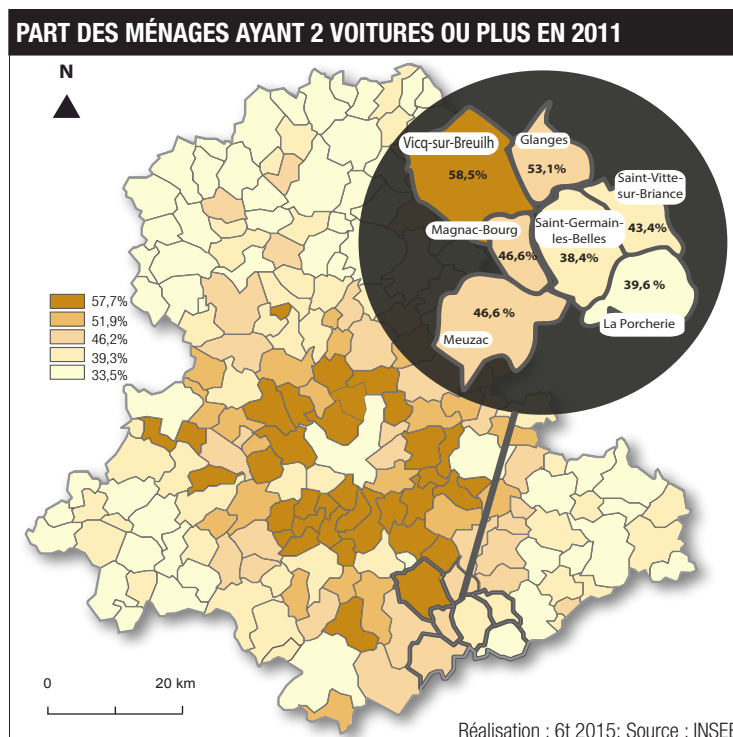 PART DES MÉNAGES AYANT 2 VOITURES OU PLUS EN 2011
N
Vicq-sur-Breuilh
58,5%
Glanges
53,1%
Saint-Vitte-
sur-Briance
43,4%
Magnac-Bourg
46,6%
Saint-Germain-
les-Belles
38,4%
39,6 %
La Porcherie
46,6 %
Meuzac
57,7%
51,9%
46,2%
39,3%
33,5%
0 20 km
Réalisation : 6t 2015; Source : INSEE